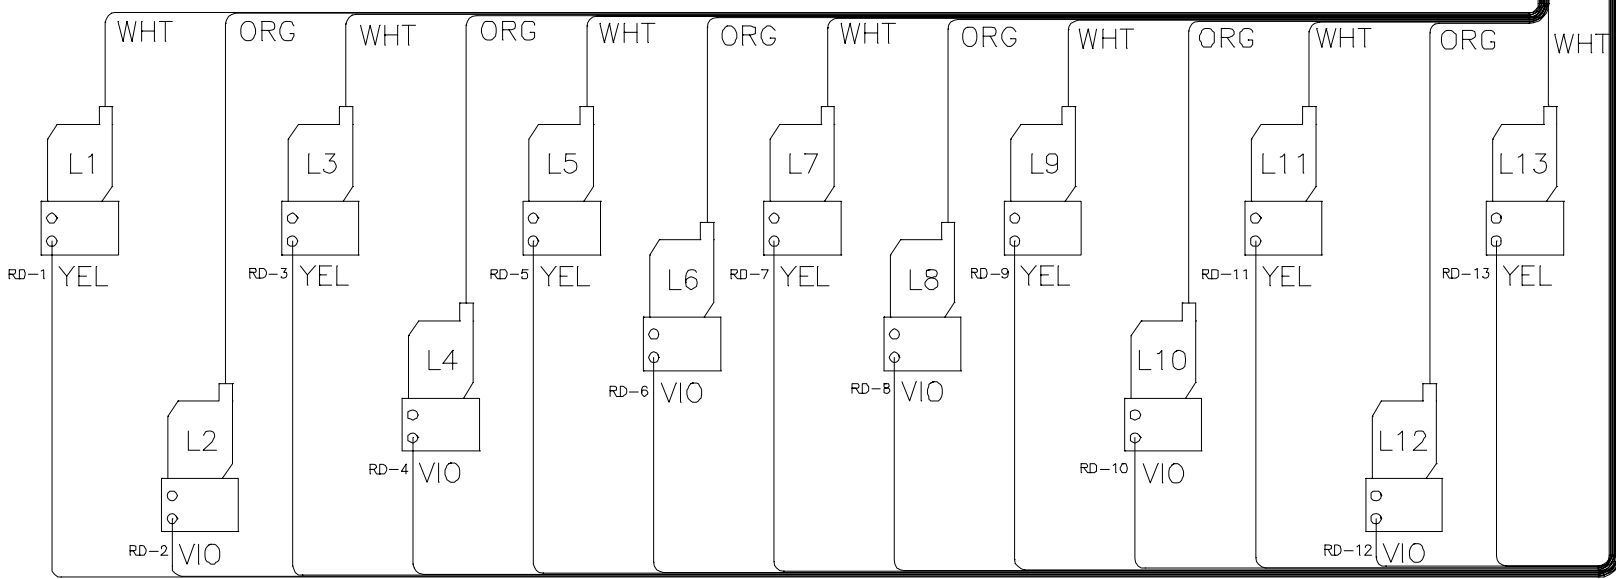 WHT ORG WHT ORG WHT ORG WHT ORG WHT ORG WHT ORG WHT
L1 L3 L5 L7 L9 L11 L13
RD-1 YEL RD-3 YEL RD-5 YEL L6 RD-7 YEL L8 RD-9 YEL RD-11 YEL RD-13 YEL
L4 L10
RD-6 VIO RD-8 VIO
L2 L12
RD-4 VIO RD-10 VIO
RD-2 VIO RD-12 VIO